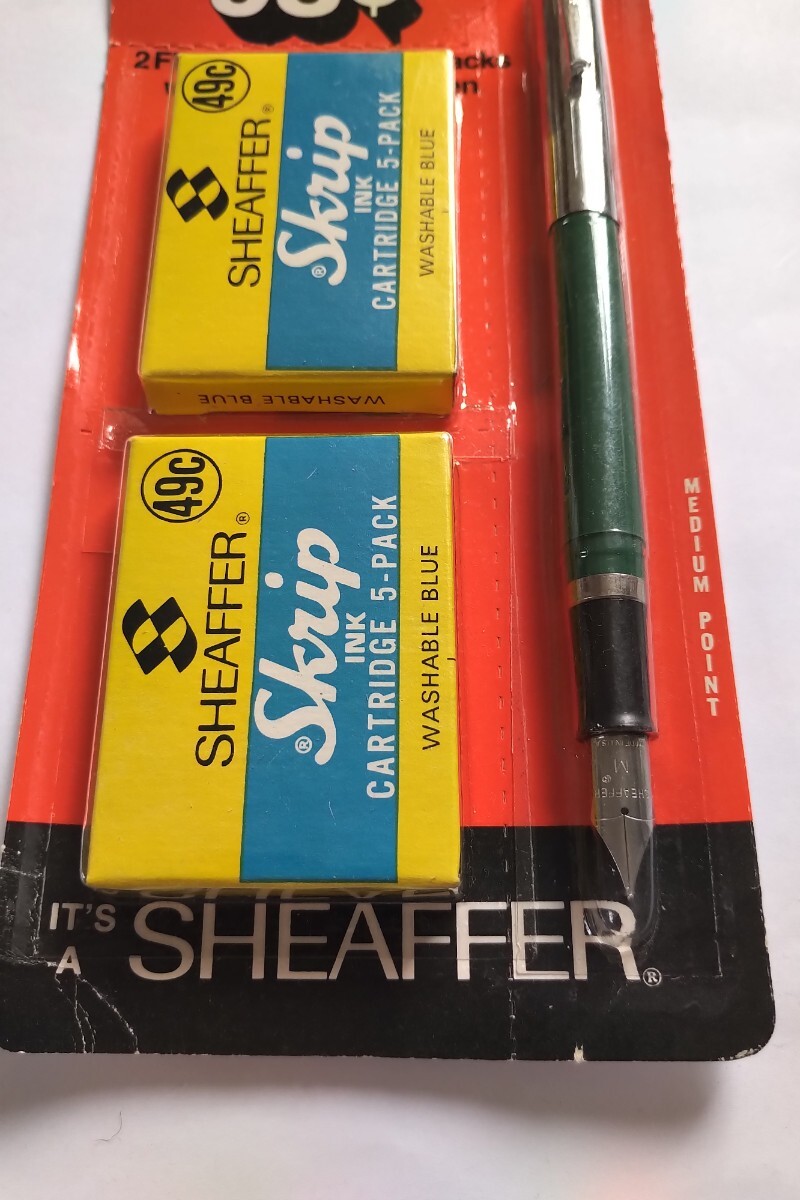 49c
SHEAFFER®
®Skrip
INK
CARTRIDGE 5-PACK
WASHABLE BLUE
WASHABLE BLUE
49c
SHEAFFER®
®Skrip
INK
CARTRIDGE 5-PACK
WASHABLE BLUE
MEDIUM POINT
M
SHEAFFER®
IT'S
A SHEAFFER®